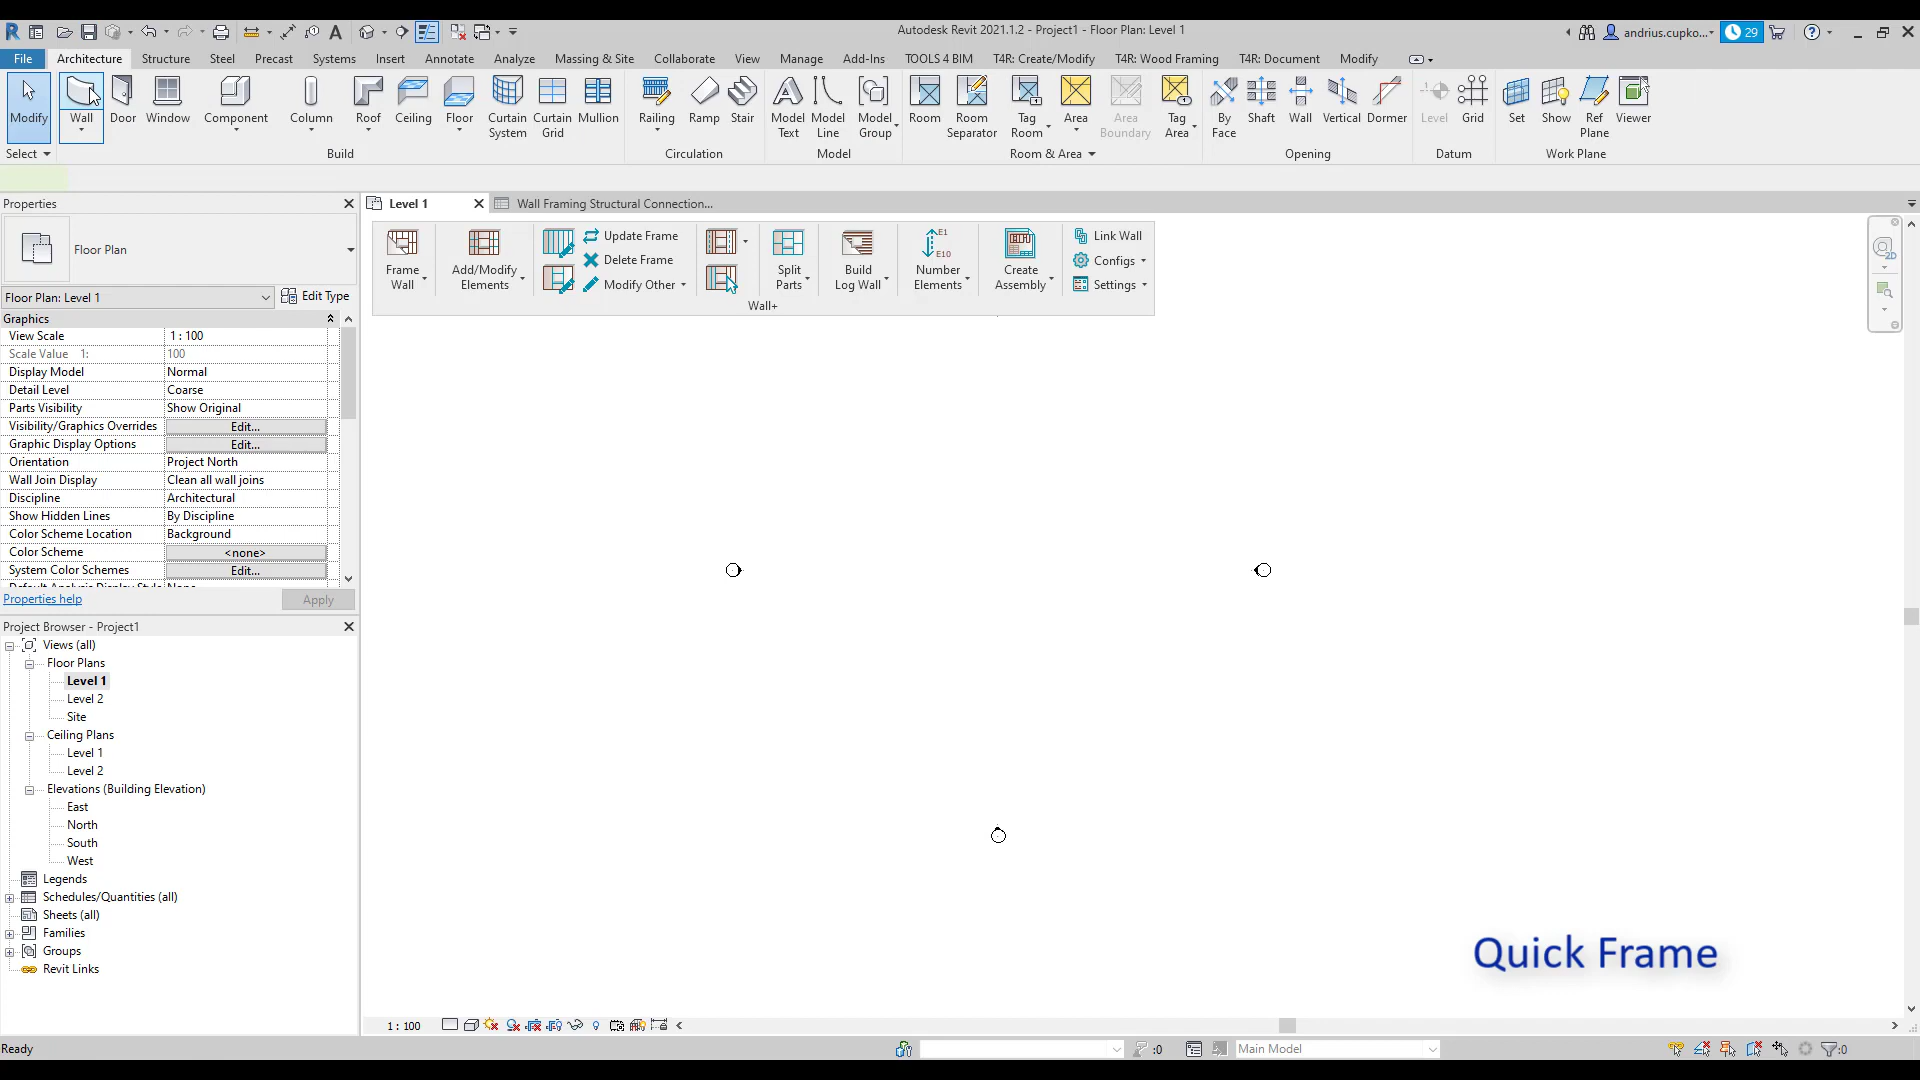 Autodesk Revit 2021.1.2 - Project1 - Floor Plan: Level 1
andrius.cupko...
29
File Architecture Structure Steel Precast Systems Insert Annotate Analyze Massing & Site Collaborate View Manage Add-Ins TOOLS 4 BIM T4R: Create/Modify T4R: Wood Framing T4R: Document Modify
Modify Wall Door Window Component Column Roof Ceiling Floor Curtain System Curtain Grid Mullion Railing Ramp Stair Model Text Model Line Model Group Room Room Separator Tag Room Area Area Boundary Tag Area By Face Shaft Wall Vertical Dormer Level Grid Set Show Ref Plane Viewer
Select Build Circulation Model Room & Area Opening Datum Work Plane
Properties
Level 1
Wall Framing Structural Connection...
Floor Plan
Floor Plan: Level 1
Edit Type
Graphics
View Scale 1 : 100
Scale Value 1: 100
Display Model Normal
Detail Level Coarse
Parts Visibility Show Original
Visibility/Graphics Overrides Edit...
Graphic Display Options Edit...
Orientation Project North
Wall Join Display Clean all wall joins
Discipline Architectural
Show Hidden Lines By Discipline
Color Scheme Location Background
Color Scheme <none>
System Color Schemes Edit...
Default Analysis Display Style None
Properties help
Apply
Frame Wall
Add/Modify Elements
Update Frame
Delete Frame
Modify Other
Split Parts
Build Log Wall
E1
E10
Number Elements
Create Assembly
Link Wall
Configs
Settings
Wall+
2D
Project Browser - Project1
Views (all)
Floor Plans
Level 1
Level 2
Site
Ceiling Plans
Level 1
Level 2
Elevations (Building Elevation)
East
North
South
West
Legends
Schedules/Quantities (all)
Sheets (all)
Families
Groups
Revit Links
Quick Frame
1 : 100
Ready
:0
Main Model
:0